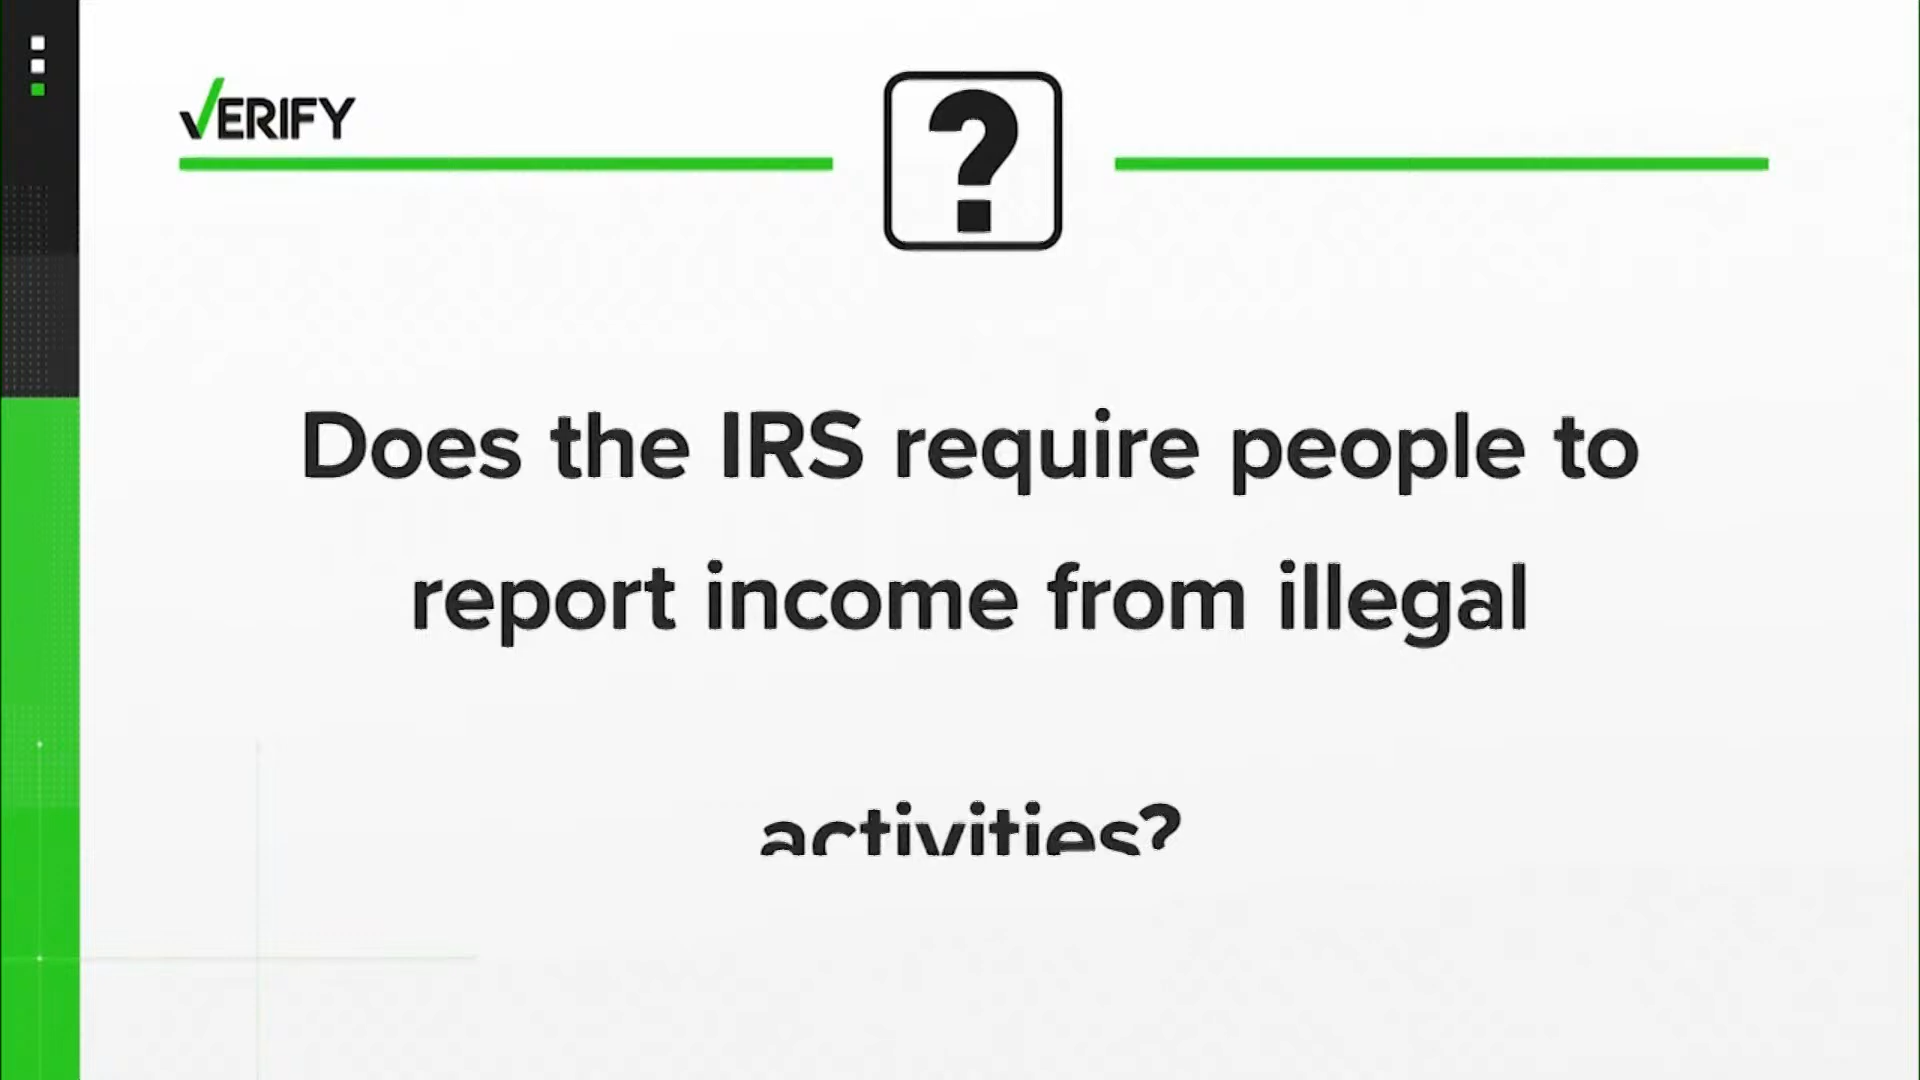 VERIFY
?
Does the IRS require people to
report income from illegal
activities?